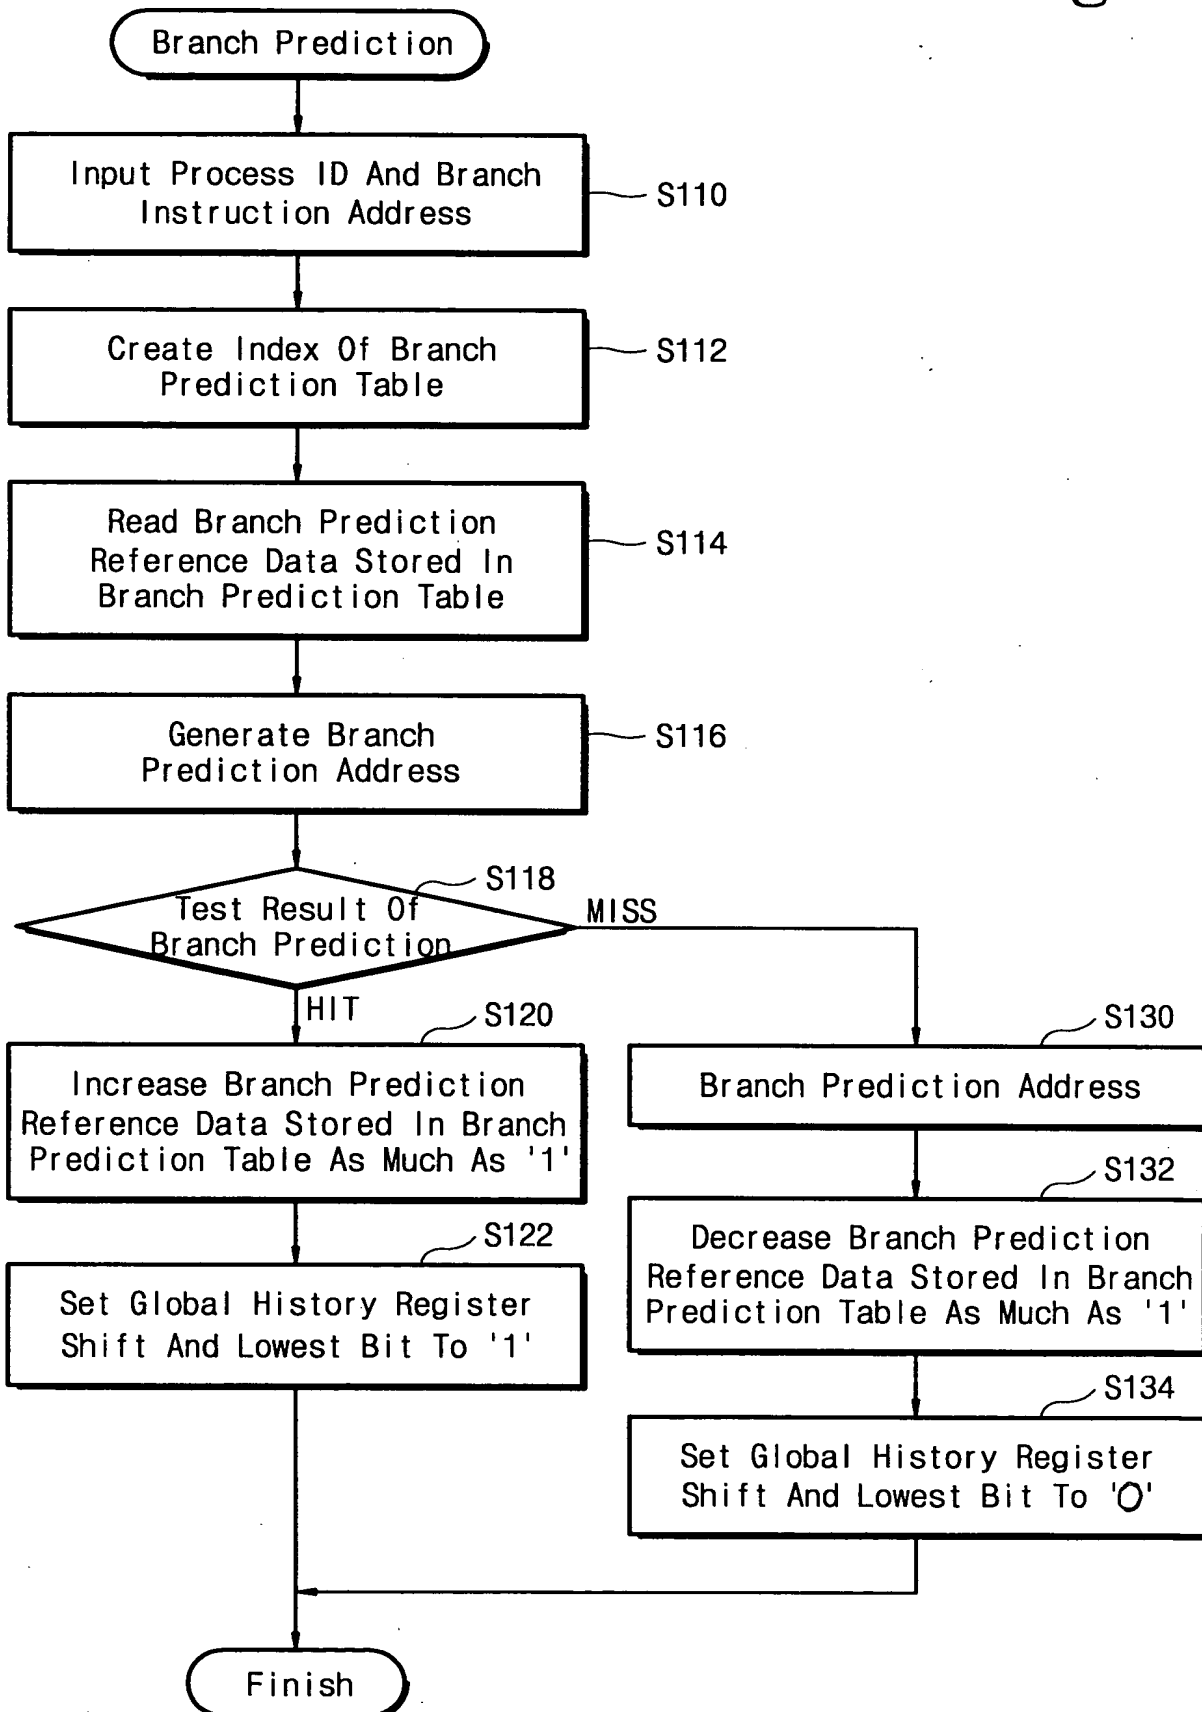 Branch Prediction
Input Process ID And Branch
Instruction Address
S110
Create Index Of Branch
Prediction Table
S112
Read Branch Prediction
Reference Data Stored In
Branch Prediction Table
S114
Generate Branch
Prediction Address
S116
S118
Test Result Of
Branch Prediction
MISS
HIT
S120
Increase Branch Prediction
Reference Data Stored In Branch
Prediction Table As Much As '1'
S122
Set Global History Register
Shift And Lowest Bit To '1'
S130
Branch Prediction Address
S132
Decrease Branch Prediction
Reference Data Stored In Branch
Prediction Table As Much As '1'
S134
Set Global History Register
Shift And Lowest Bit To '0'
Finish